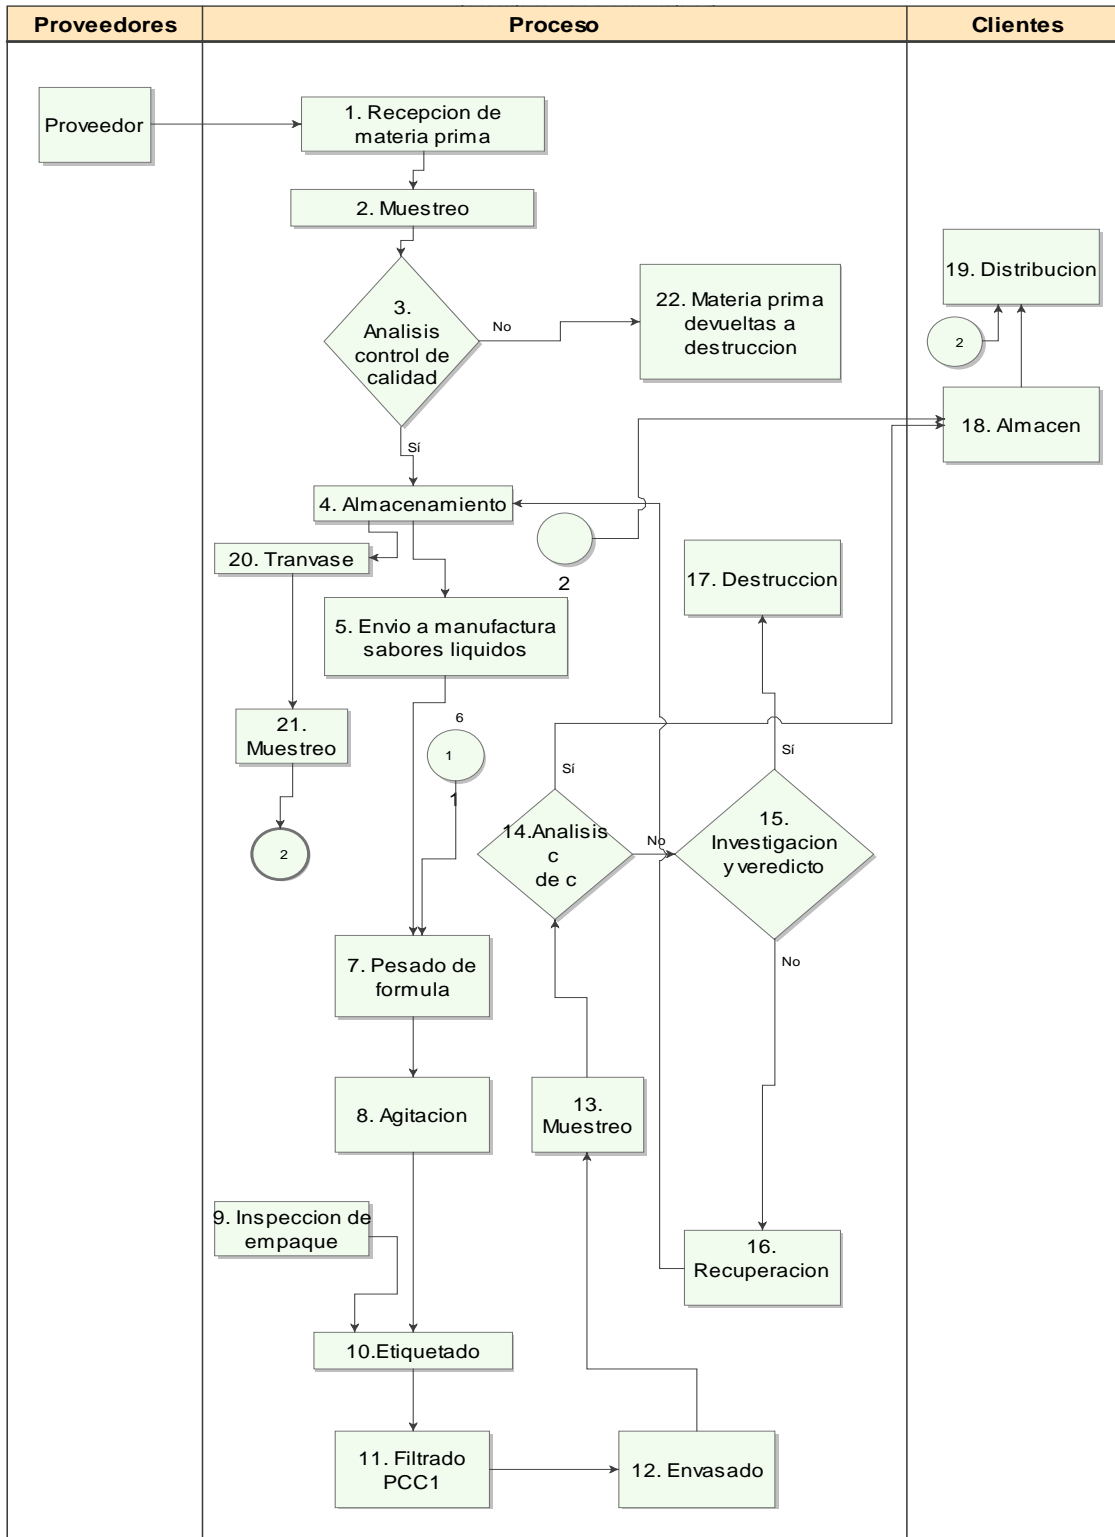 Proveedores
Proceso
Clientes
Proveedor
1. Recepcion de
materia prima
2. Muestreo
3.
Analisis
control de
calidad
No
22. Materia prima
devueltas a
destruccion
19. Distribucion
2
18. Almacen
Sí
4. Almacenamiento
20. Tranvase
2
17. Destruccion
5. Envio a manufactura
sabores liquidos
21.
Muestreo
6
1
1
Sí
Sí
2
14.Analisis
c
de c
No
15.
Investigacion
y veredicto
No
7. Pesado de
formula
8. Agitacion
13.
Muestreo
9. Inspeccion de
empaque
16.
Recuperacion
10.Etiquetado
11. Filtrado
PCC1
12. Envasado